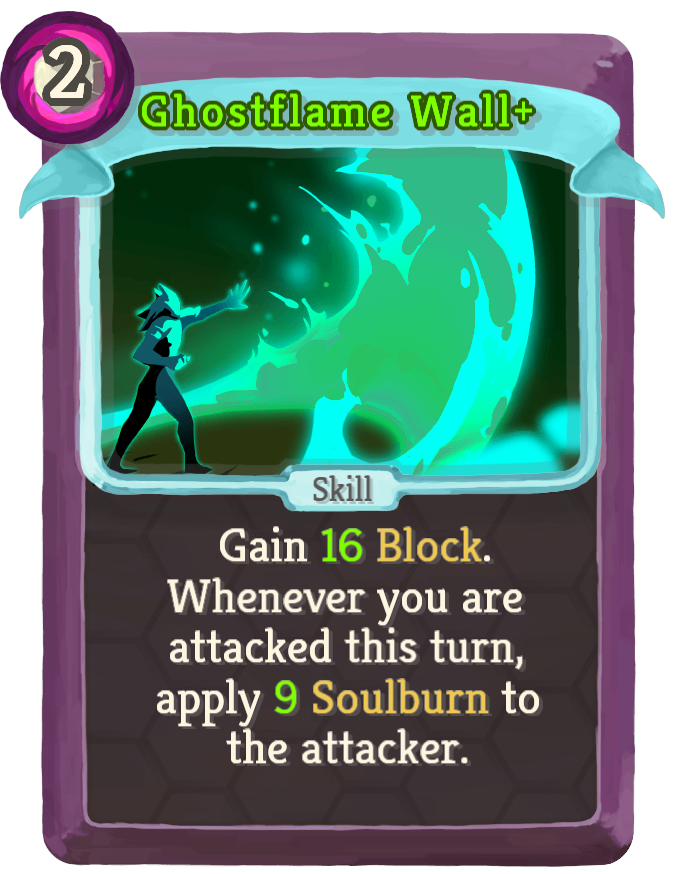 2
Ghostflame Wall+
Skill
Gain 16 Block.
Whenever you are
attacked this turn,
apply 9 Soulburn to
the attacker.